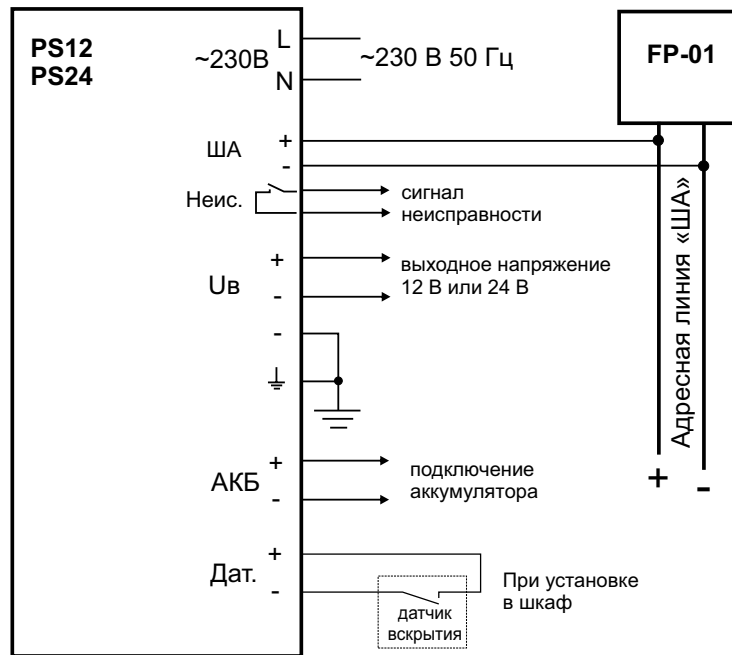 PS12
PS24
~230В
L
N
~230 В 50 Гц
FP-01
ША
+
-
Неис.
сигнал
неисправности
Uв
+
-
выходное напряжение
12 В или 24 В
-
Адресная линия «ША»
+ -
АКБ
+
-
подключение
аккумулятора
Дат.
+
-
датчик
вскрытия
При установке
в шкаф